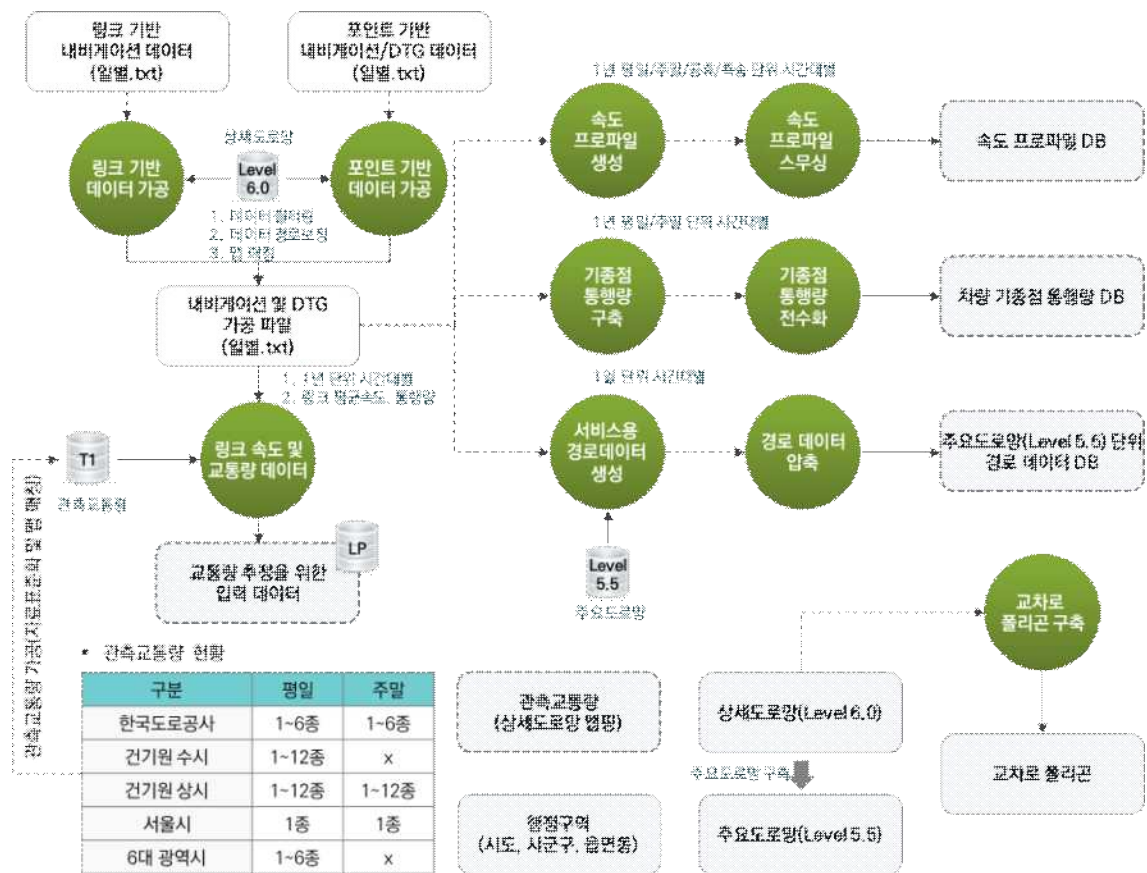 링크 기반
내비게이션 데이터
(일별.txt)
포인트 기반
내비게이션/DTG 데이터
(일별.txt)
상세도로망
Level
6.0
링크 기반
데이터 가공
포인트 기반
데이터 가공
1. 데이터 필터링
2. 데이터 정보보정
3. 맵 매칭
내비게이션 및 DTG
가공 파일
(일별.txt)
1. 1년 단위 시간대별
2. 링크 평균속도, 통행량
T1
관측교통량
링크 속도 및
교통량 데이터
LP
교통량 추정을 위한
입력 데이터
1년 평일/주말/공휴/특송 단위 시간대별
속도
프로파일
생성
속도
프로파일
스무싱
속도 프로파일 DB
1년 평일/주말 단위 시간대별
기종점
통행량
구축
기종점
통행량
전수화
차량 기종점 통행량 DB
1일 단위 시간대별
서비스용
경로데이터
생성
경로 데이터
압축
주요도로망(Level 5.5) 단위
경로 데이터 DB
Level
5.5
주요도로망
교차로
폴리곤 구축
교차로 폴리곤
관측교통량 가공(자료표준화 및 맵 매칭)
* 관측교통량 현황
구분 평일 주말
한국도로공사 1~6종 1~6종
건기원 수시 1~12종 x
건기원 상시 1~12종 1~12종
서울시 1종 1종
6대 광역시 1~6종 x
관측교통량
(상세도로망 맵핑)
행정구역
(시도, 시군구, 읍면동)
상세도로망(Level 6.0)
주요도로망 구축
주요도로망(Level 5.5)